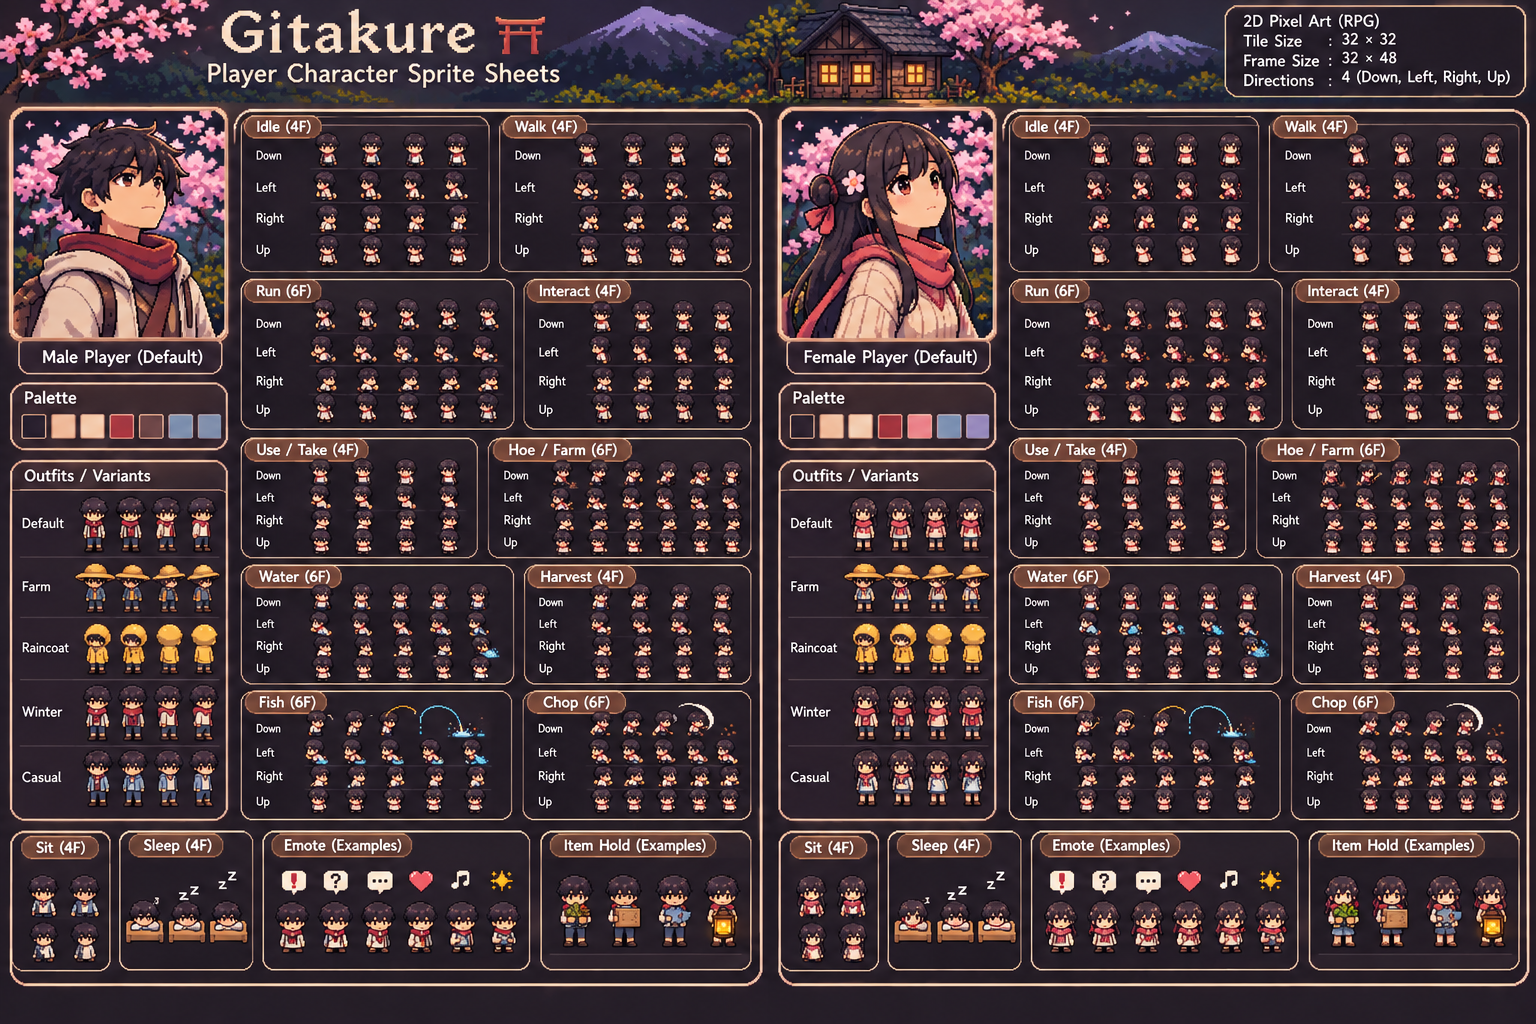 Gitakure
Player Character Sprite Sheets
2D Pixel Art (RPG)
Tile Size : 32 × 32
Frame Size : 32 × 48
Directions : 4 (Down, Left, Right, Up)
Male Player (Default)
Palette
Outfits / Variants
Default
Farm
Raincoat
Winter
Casual
Idle (4F)
Down
Left
Right
Up
Walk (4F)
Down
Left
Right
Up
Run (6F)
Down
Left
Right
Up
Interact (4F)
Down
Left
Right
Up
Use / Take (4F)
Down
Left
Right
Up
Hoe / Farm (6F)
Down
Left
Right
Up
Water (6F)
Down
Left
Right
Up
Harvest (4F)
Down
Left
Right
Up
Fish (6F)
Down
Left
Right
Up
Chop (6F)
Down
Left
Right
Up
Sit (4F)
Sleep (4F)
z
z z
z z
Emote (Examples)
! ? ...
Item Hold (Examples)
Female Player (Default)
Palette
Outfits / Variants
Default
Farm
Raincoat
Winter
Casual
Idle (4F)
Down
Left
Right
Up
Walk (4F)
Down
Left
Right
Up
Run (6F)
Down
Left
Right
Up
Interact (4F)
Down
Left
Right
Up
Use / Take (4F)
Down
Left
Right
Up
Hoe / Farm (6F)
Down
Left
Right
Up
Water (6F)
Down
Left
Right
Up
Harvest (4F)
Down
Left
Right
Up
Fish (6F)
Down
Left
Right
Up
Chop (6F)
Down
Left
Right
Up
Sit (4F)
Sleep (4F)
z
z z
z z
Emote (Examples)
! ? ...
Item Hold (Examples)